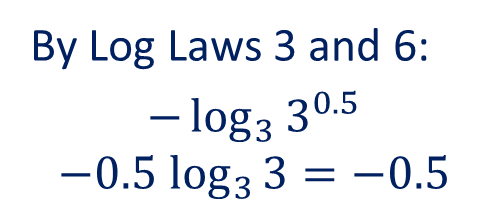 By Log Laws 3 and 6:
− log₃ 3^0.5
−0.5 log₃ 3 = −0.5